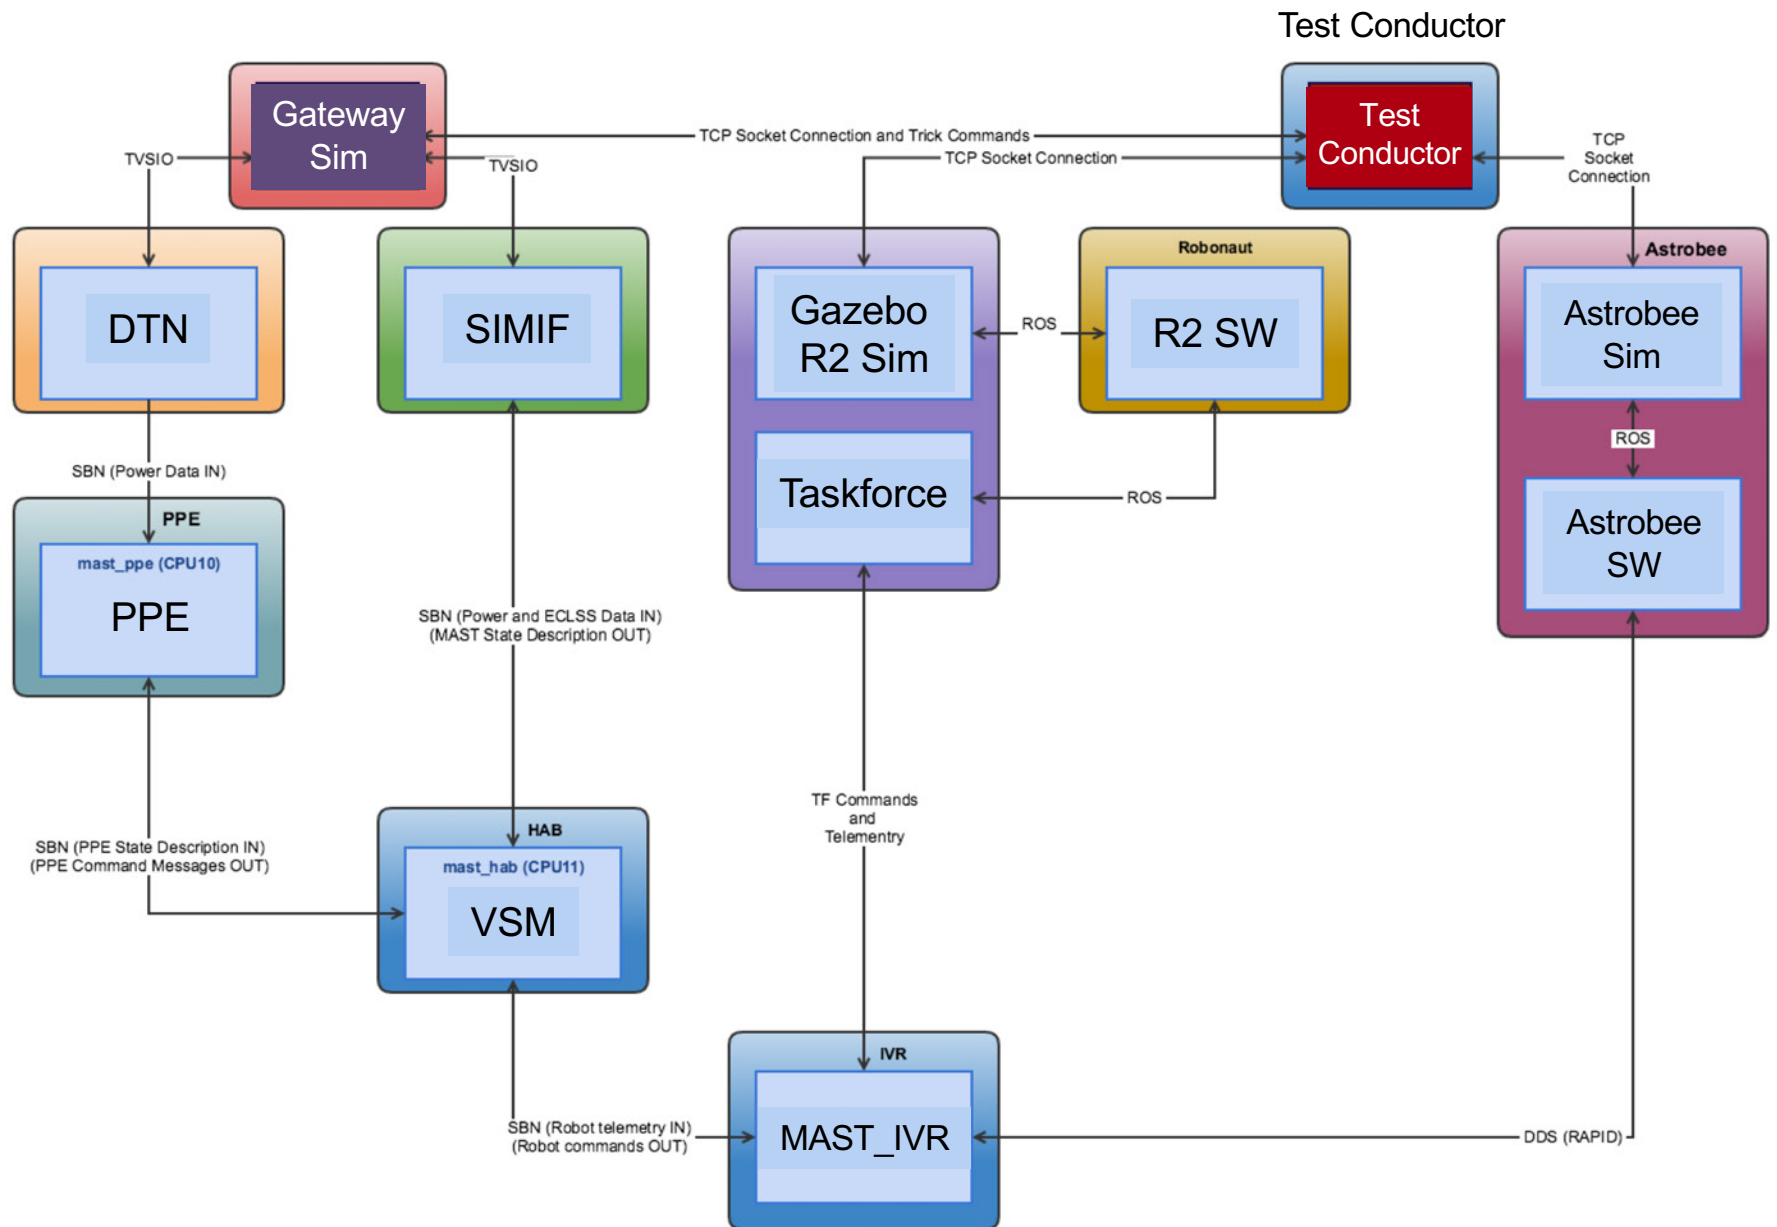 Test Conductor
Gateway
Sim
Test
Conductor
TCP Socket Connection and Trick Commands
TCP Socket Connection
TCP
Socket
Connection
TVSIO
TVSIO
DTN
SIMIF
Gazebo
R2 Sim
ROS
Robonaut
R2 SW
Astrobee
Astrobee
Sim
ROS
Astrobee
SW
Taskforce
ROS
SBN (Power Data IN)
PPE
mast_ppe (CPU10)
PPE
SBN (Power and ECLSS Data IN)
(MAST State Description OUT)
TF Commands
and
Telementry
SBN (PPE State Description IN)
(PPE Command Messages OUT)
HAB
mast_hab (CPU11)
VSM
IVR
MAST_IVR
SBN (Robot telemetry IN)
(Robot commands OUT)
DDS (RAPID)